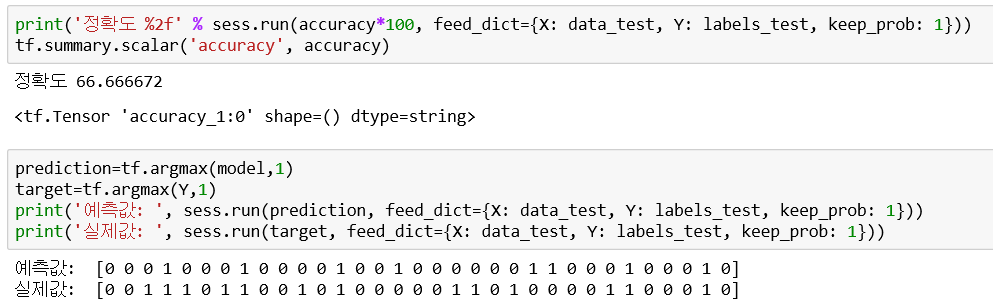 print('정확도 %2f' % sess.run(accuracy*100, feed_dict={X: data_test, Y: labels_test, keep_prob: 1}))
tf.summary.scalar('accuracy', accuracy)
정확도 66.666672
<tf.Tensor 'accuracy_1:0' shape=() dtype=string>
prediction=tf.argmax(model,1)
target=tf.argmax(Y,1)
print('예측값: ', sess.run(prediction, feed_dict={X: data_test, Y: labels_test, keep_prob: 1}))
print('실제값: ', sess.run(target, feed_dict={X: data_test, Y: labels_test, keep_prob: 1}))
예측값:  [0 0 0 1 0 0 0 1 0 0 0 0 1 0 0 1 0 0 0 0 0 0 1 1 0 0 0 1 0 0 0 1 0]
실제값:  [0 0 1 1 1 0 1 1 0 0 1 0 1 0 0 0 0 0 1 1 0 1 0 0 0 0 1 1 0 0 0 1 0]